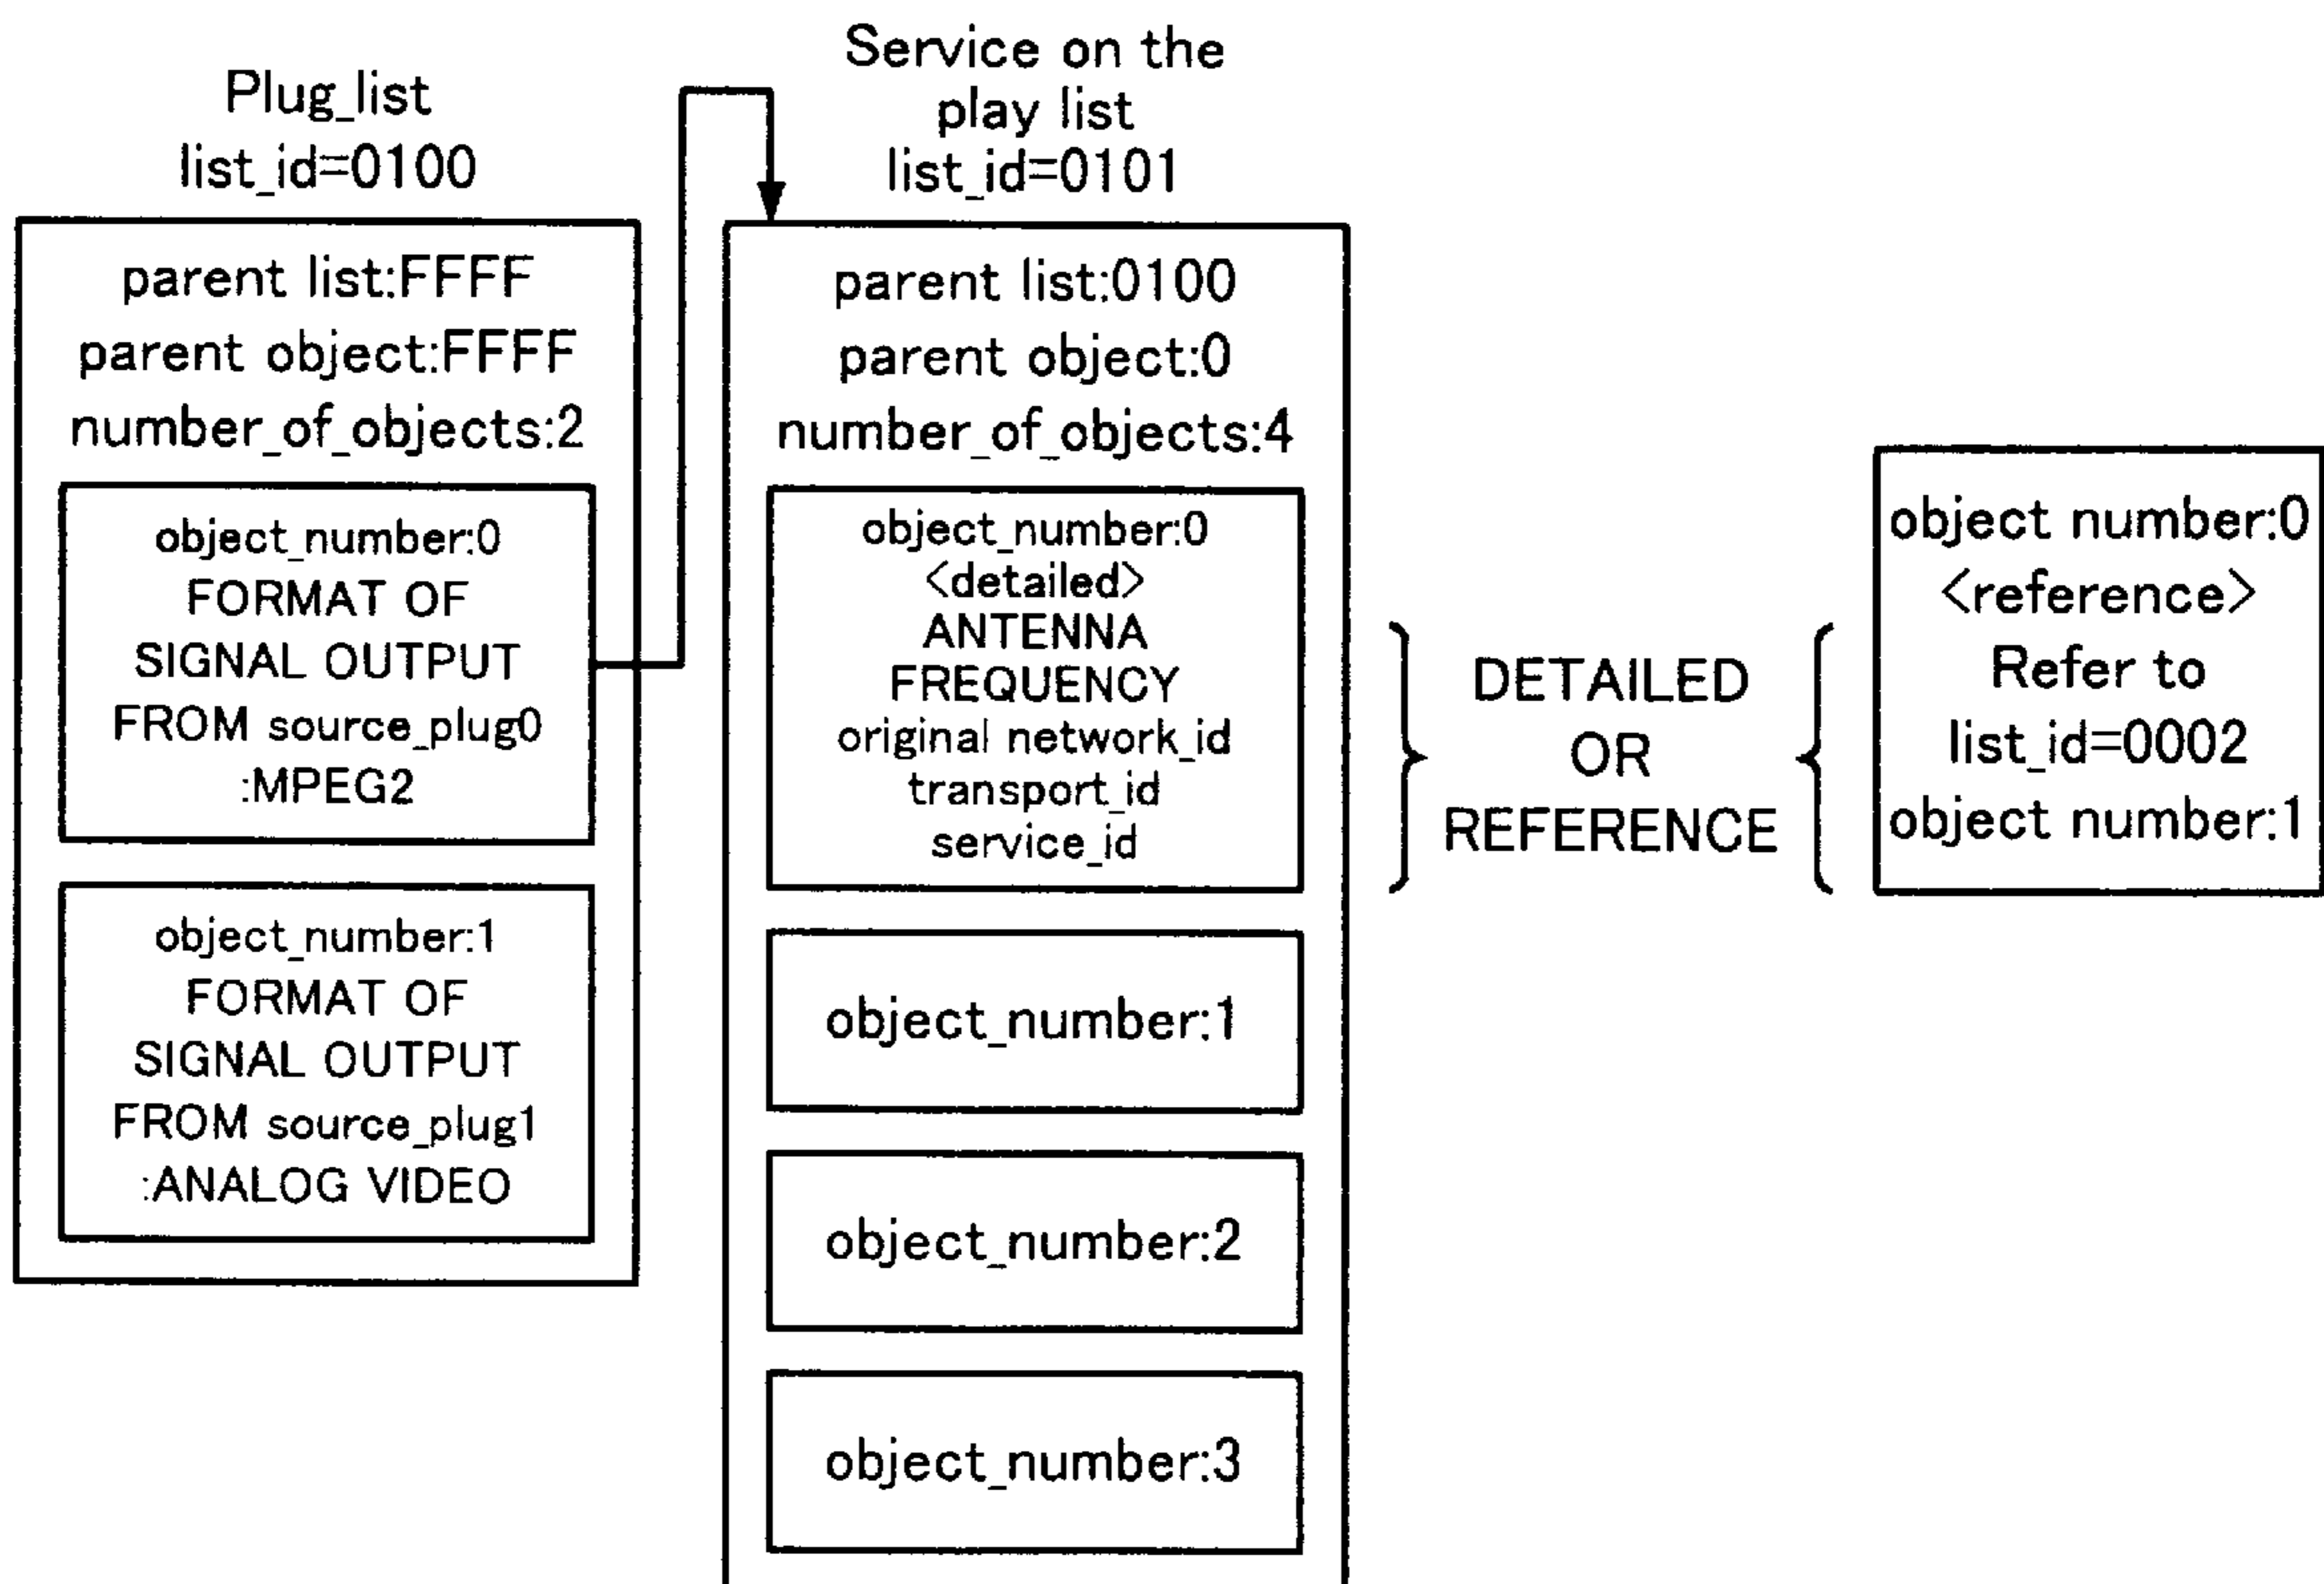 Plug_list
list_id=0100
parent list:FFFF
parent object:FFFF
number_of_objects:2
object_number:0
FORMAT OF
SIGNAL OUTPUT
FROM source_plug0
:MPEG2
object_number:1
FORMAT OF
SIGNAL OUTPUT
FROM source_plug1
:ANALOG VIDEO
Service on the
play list
list_id=0101
parent list:0100
parent object:0
number_of_objects:4
object_number:0
<detailed>
ANTENNA
FREQUENCY
original network_id
transport_id
service_id
object_number:1
object_number:2
object_number:3
DETAILED
OR
REFERENCE
object number:0
<reference>
Refer to
list_id=0002
object number:1